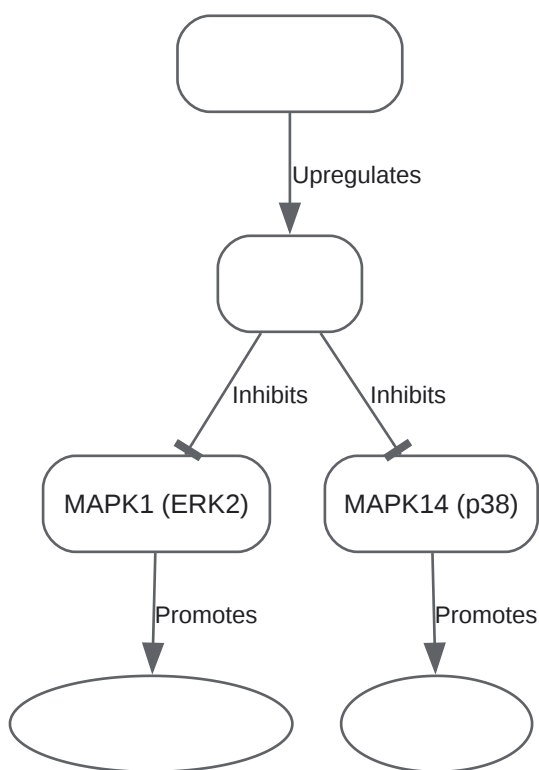 Upregulates
Inhibits
Inhibits
MAPK1 (ERK2)
MAPK14 (p38)
Promotes
Promotes